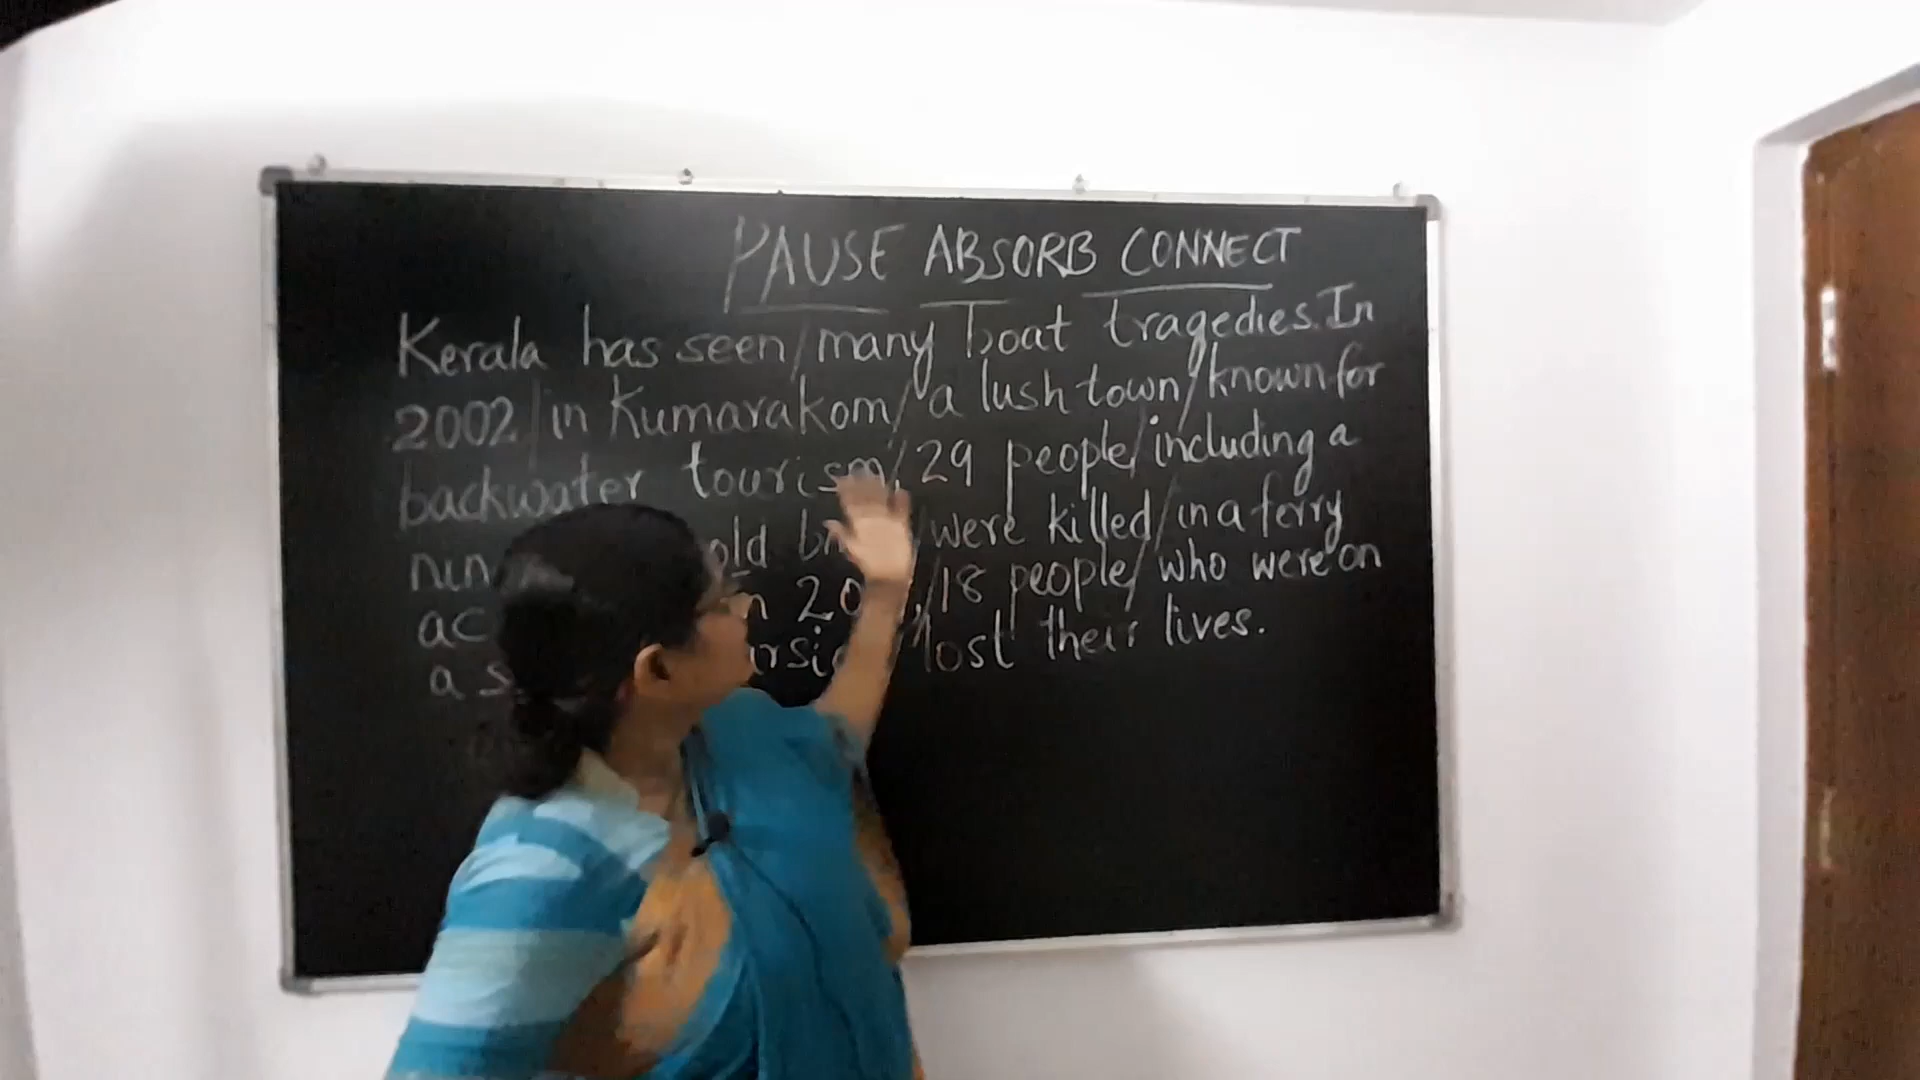 PAUSE ABSORB CONNECT
Kerala has seen/many boat tragedies. In
2002/in Kumarakom/a lush town/known for
backwater tourism/, 29 people/including a
old were killed/in a ferry
/18 people/who were on
a lost their lives.